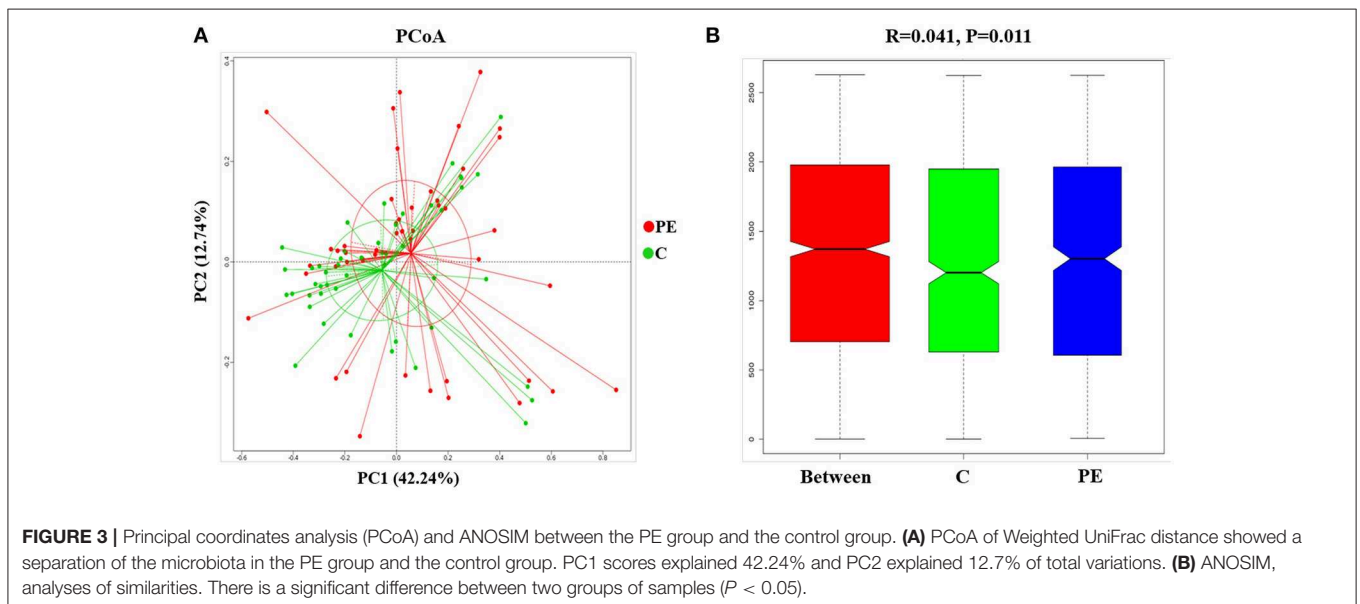 A
PCoA
PC2 (12.74%)
0.4
0.2
0.0
-0.2
-0.6 -0.4 -0.2 0.0 0.2 0.4 0.6 0.8
PC1 (42.24%)
PE
C
B
R=0.041, P=0.011
2500
2000
1500
1000
500
0
Between C PE
FIGURE 3 | Principal coordinates analysis (PCoA) and ANOSIM between the PE group and the control group. (A) PCoA of Weighted UniFrac distance showed a
separation of the microbiota in the PE group and the control group. PC1 scores explained 42.24% and PC2 explained 12.7% of total variations. (B) ANOSIM,
analyses of similarities. There is a significant difference between two groups of samples (P < 0.05).